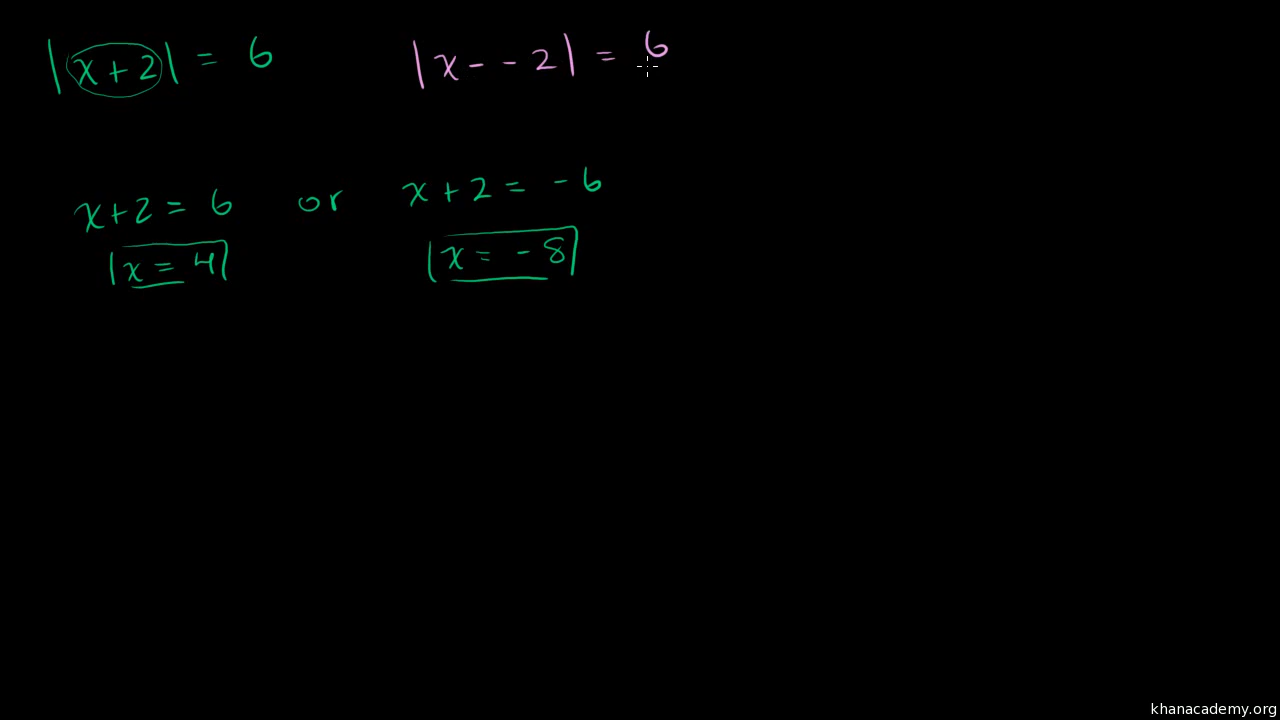 |x+2| = 6 |x - -2| = 6
x+2 = 6 or x+2 = -6
x = 4 x = -8
khanacademy.org